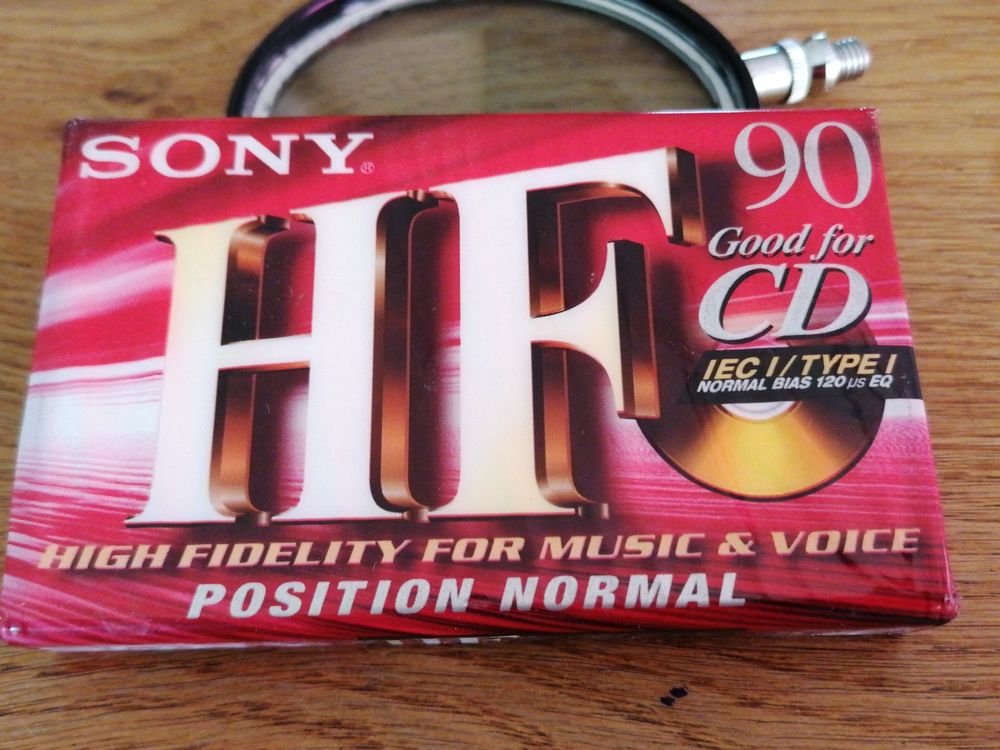 SONY®
HF
90
Good for
CD
IEC I / TYPE I
NORMAL BIAS 120 µs EQ
HIGH FIDELITY FOR MUSIC & VOICE
POSITION NORMAL